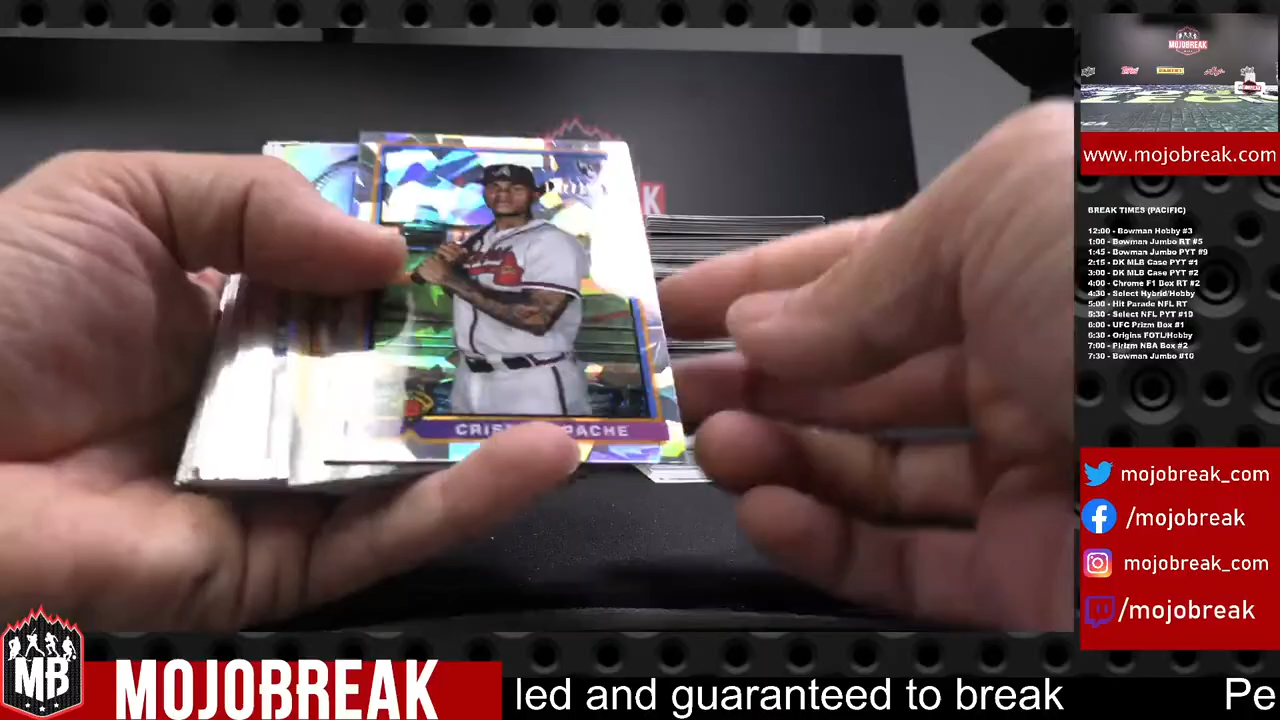 MOJOBREAK
www.mojobreak.com
BREAK TIMES (PACIFIC)
12:00 - Bowman Hobby #3
1:00 - Bowman Jumbo RT #5
1:45 - Bowman Jumbo PYT #9
2:15 - DK MLB Case PYT #1
3:00 - DK MLB Case PYT #2
4:00 - Chrome F1 Box RT #2
4:30 - Select Hybrid/Hobby
5:00 - Hit Parade NFL RT
5:30 - Select NFL PYT #10
6:00 - UFC Prizm Box #1
6:30 - Origins FOTL/Hobby
7:00 - Prizm NBA Box #2
7:30 - Bowman Jumbo #10
PACHE
mojobreak_com
/mojobreak
mojobreak_com
/mojobreak
MB
MOJOBREAK
led and guaranteed to break Pe